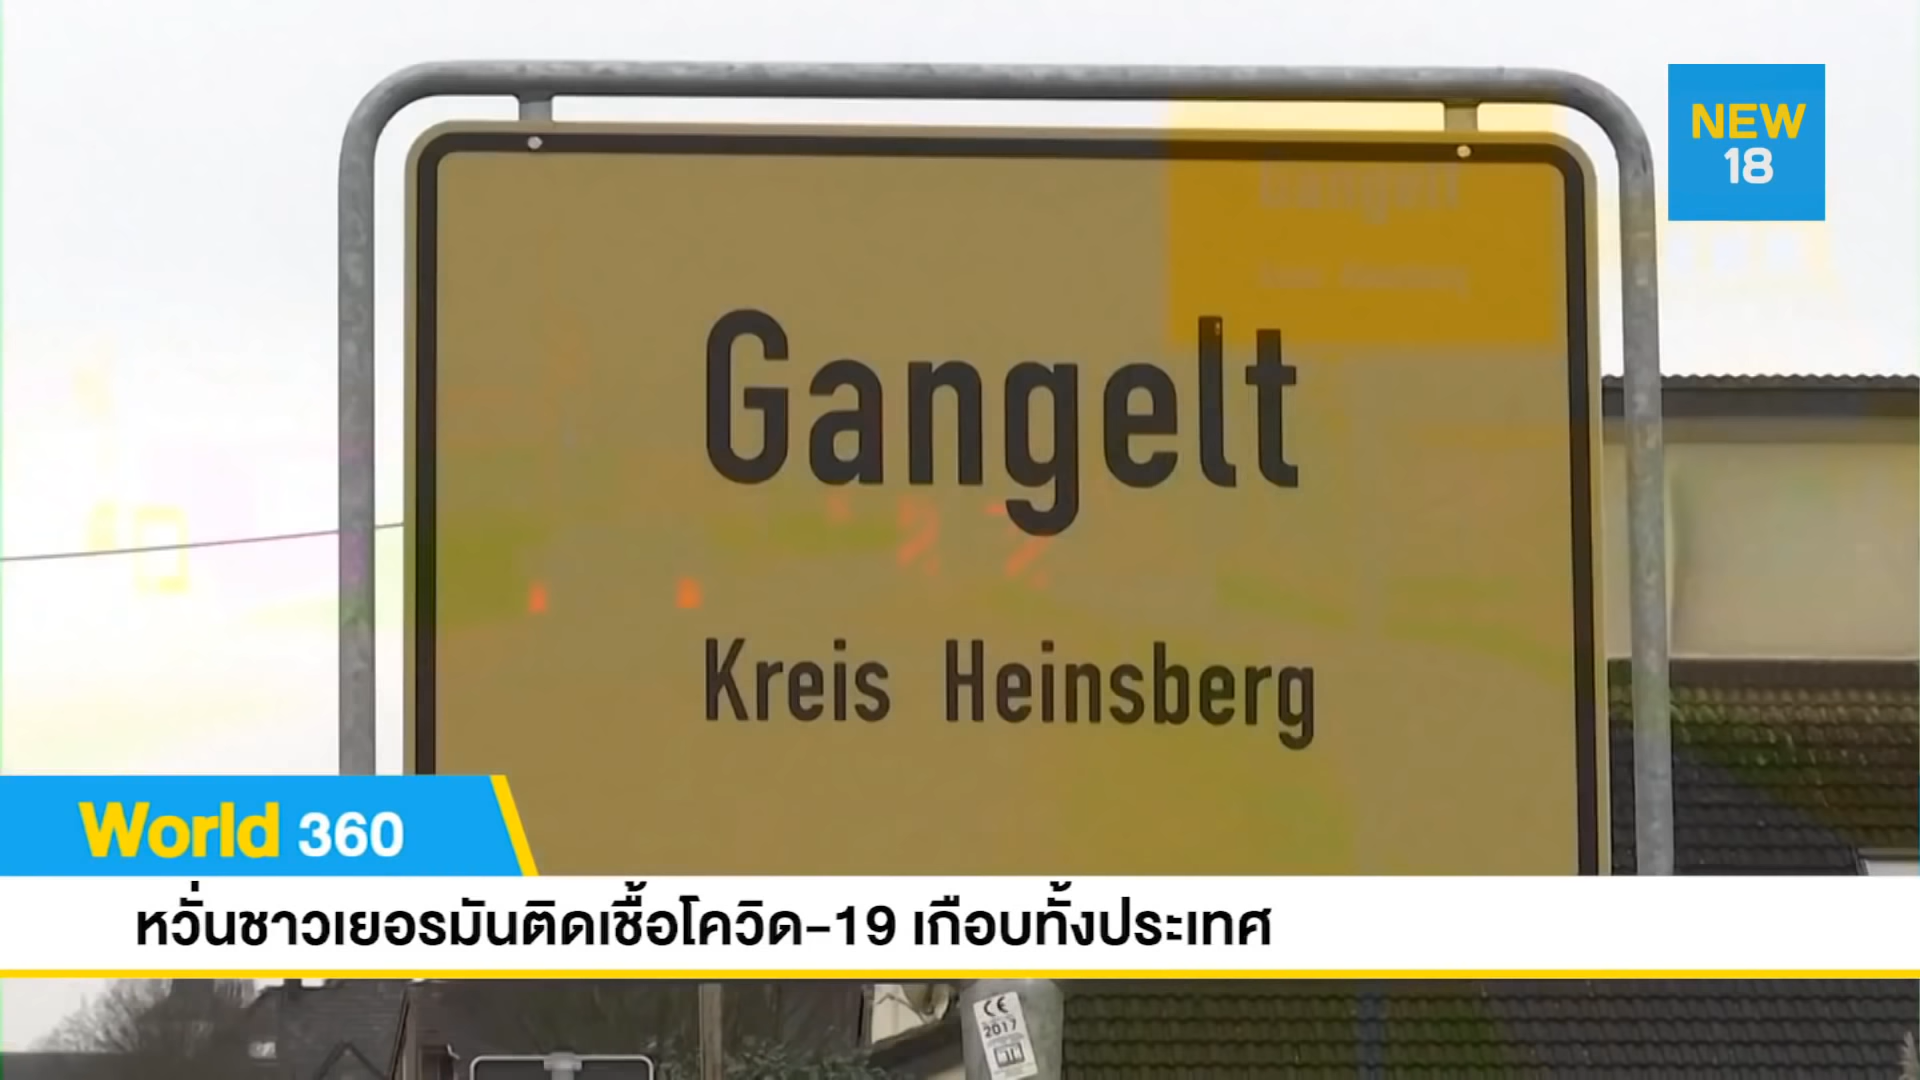 NEW
18
Gangelt
Kreis Heinsberg
World 360
หวั่นชาวเยอรมันติดเชื้อโควิด-19 เกือบทั้งประเทศ
CE
2017